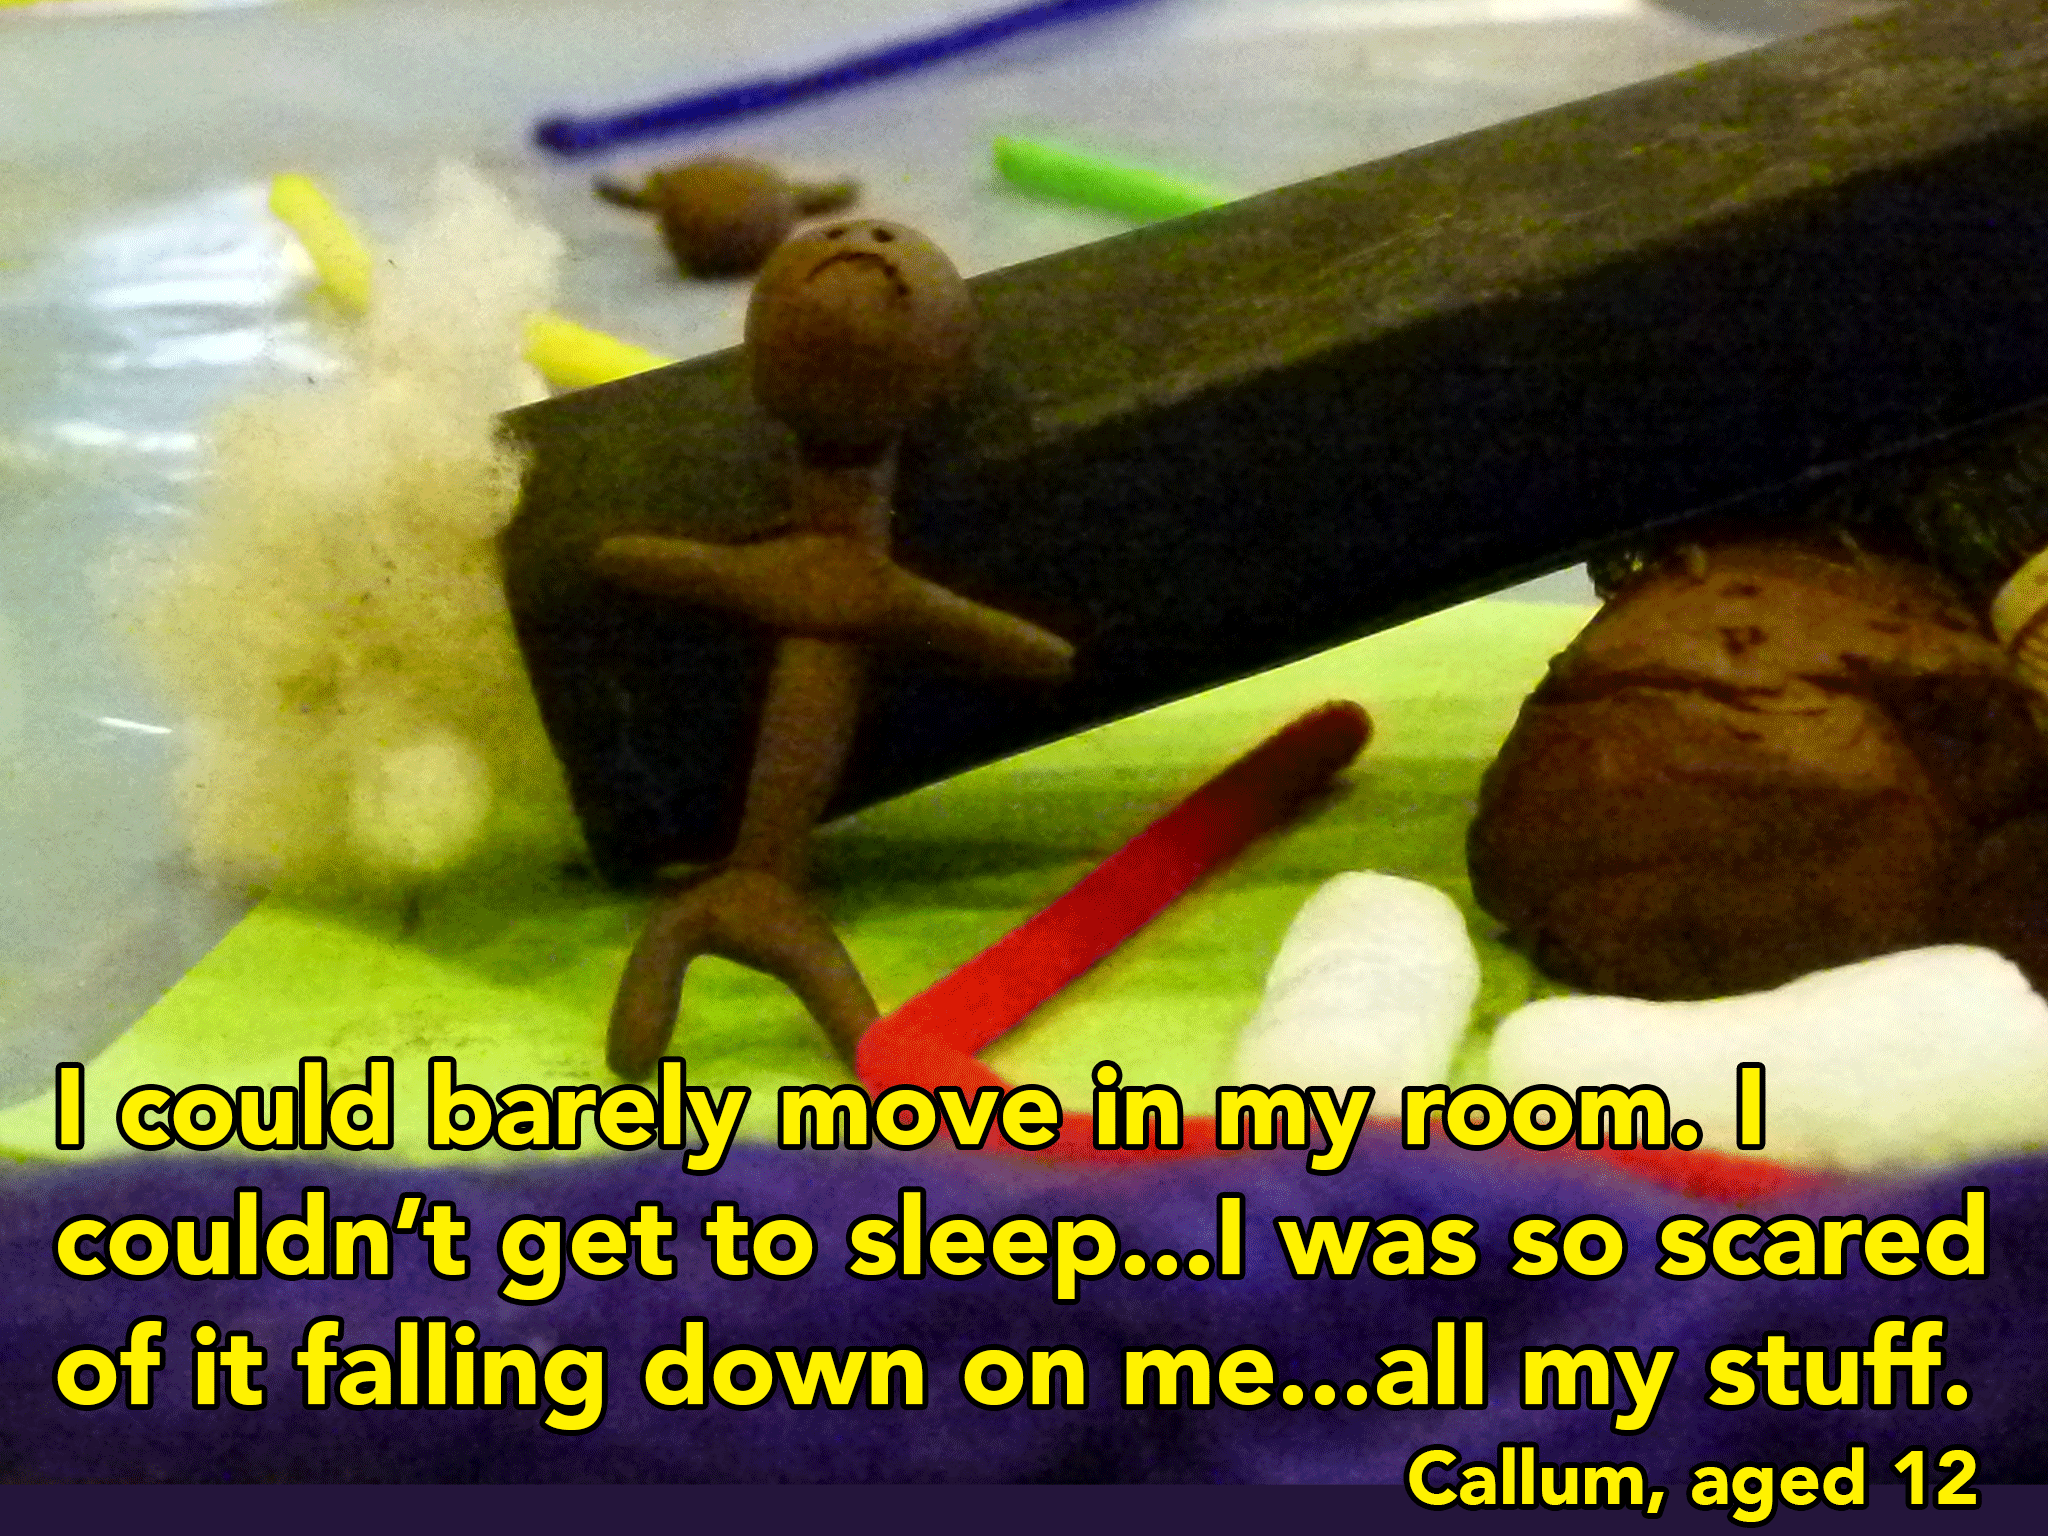 I could barely move in my room. I
couldn’t get to sleep...I was so scared
of it falling down on me...all my stuff.
Callum, aged 12